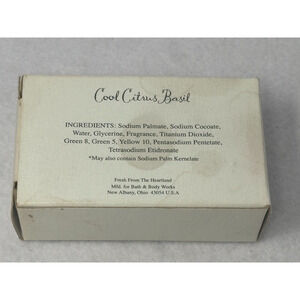 Cool Citrus Basil
INGREDIENTS: Sodium Palmate, Sodium Cocoate,
Water, Glycerine, Fragrance, Titanium Dioxide,
Green 8, Green 5, Yellow 10, Pentasodium Pentetate,
Tetrasodium Etidronate
*May also contain Sodium Palm Kernelate
Fresh From The Heartland
Mfd. for Bath & Body Works
New Albany, Ohio 43054 U.S.A